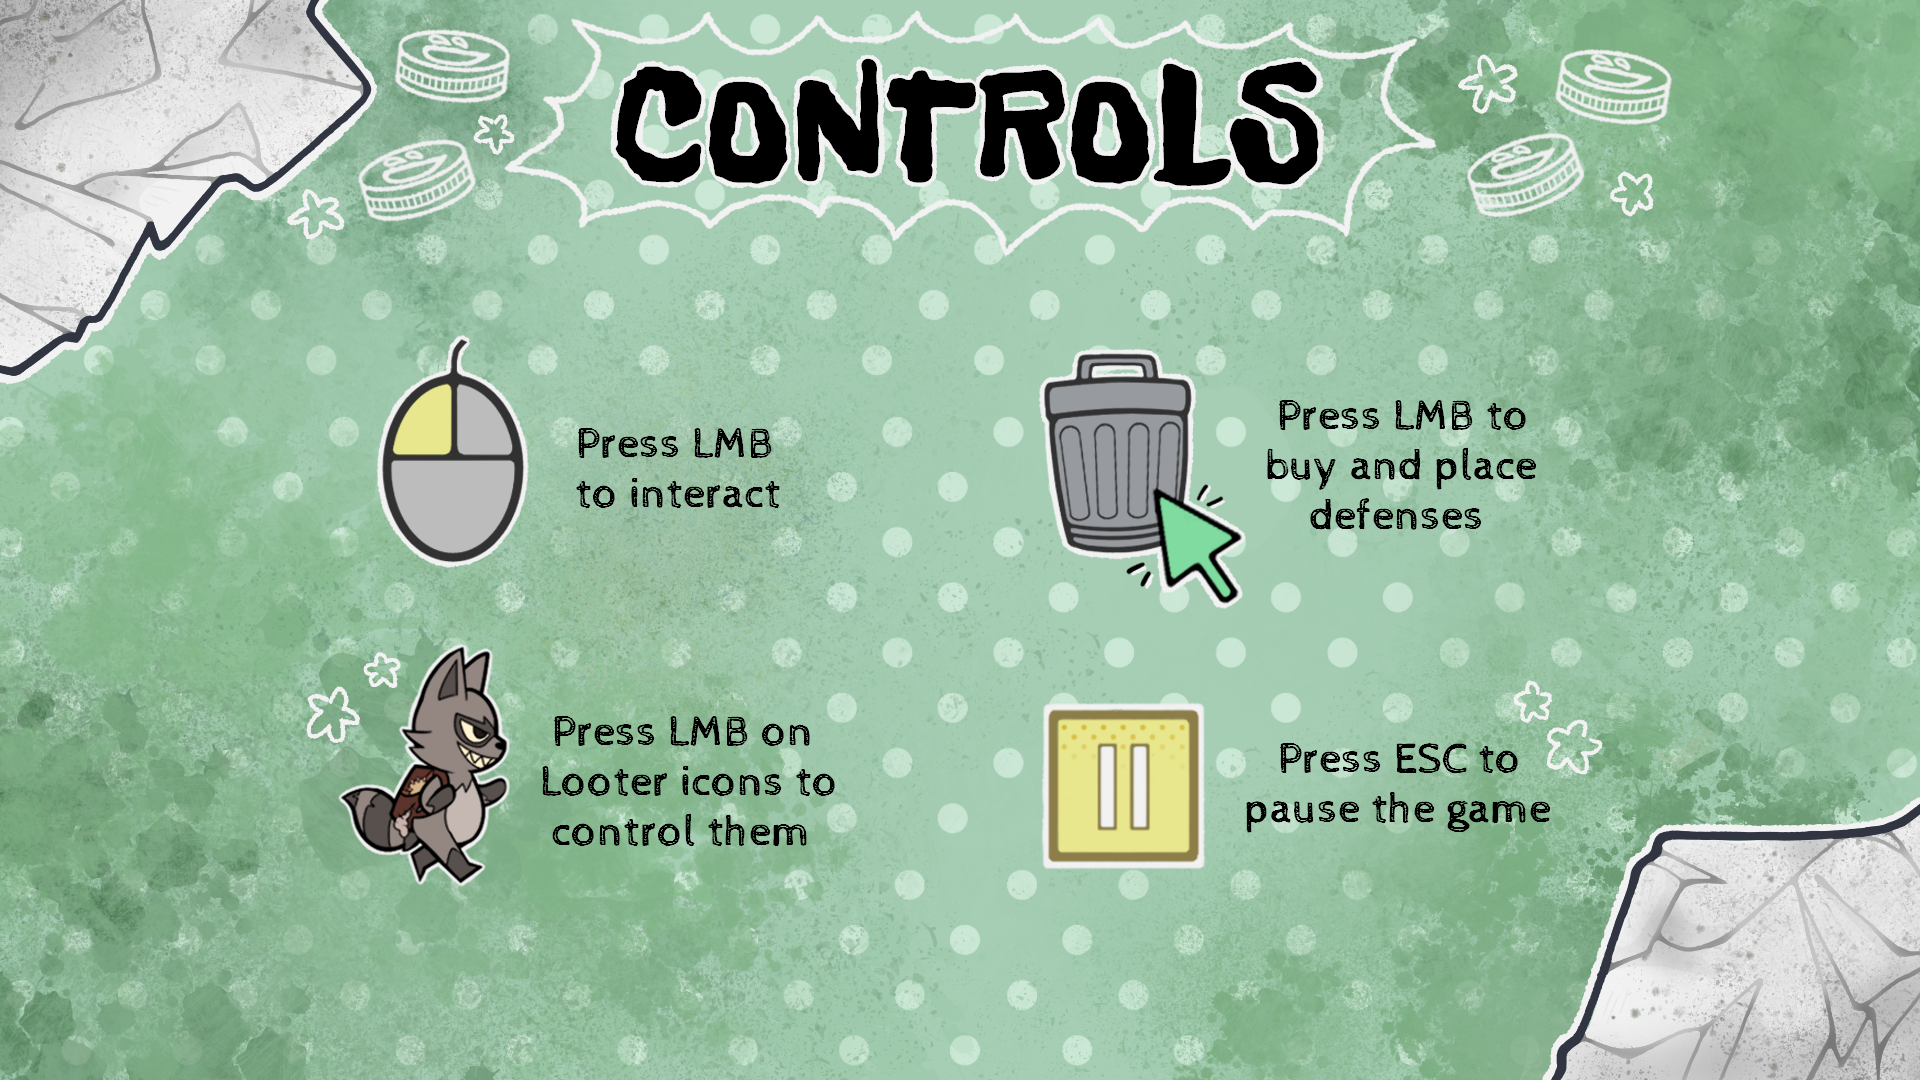 CONTROLS
Press LMB
to interact
Press LMB to
buy and place
defenses
Press LMB on
Looter icons to
control them
Press ESC to
pause the game